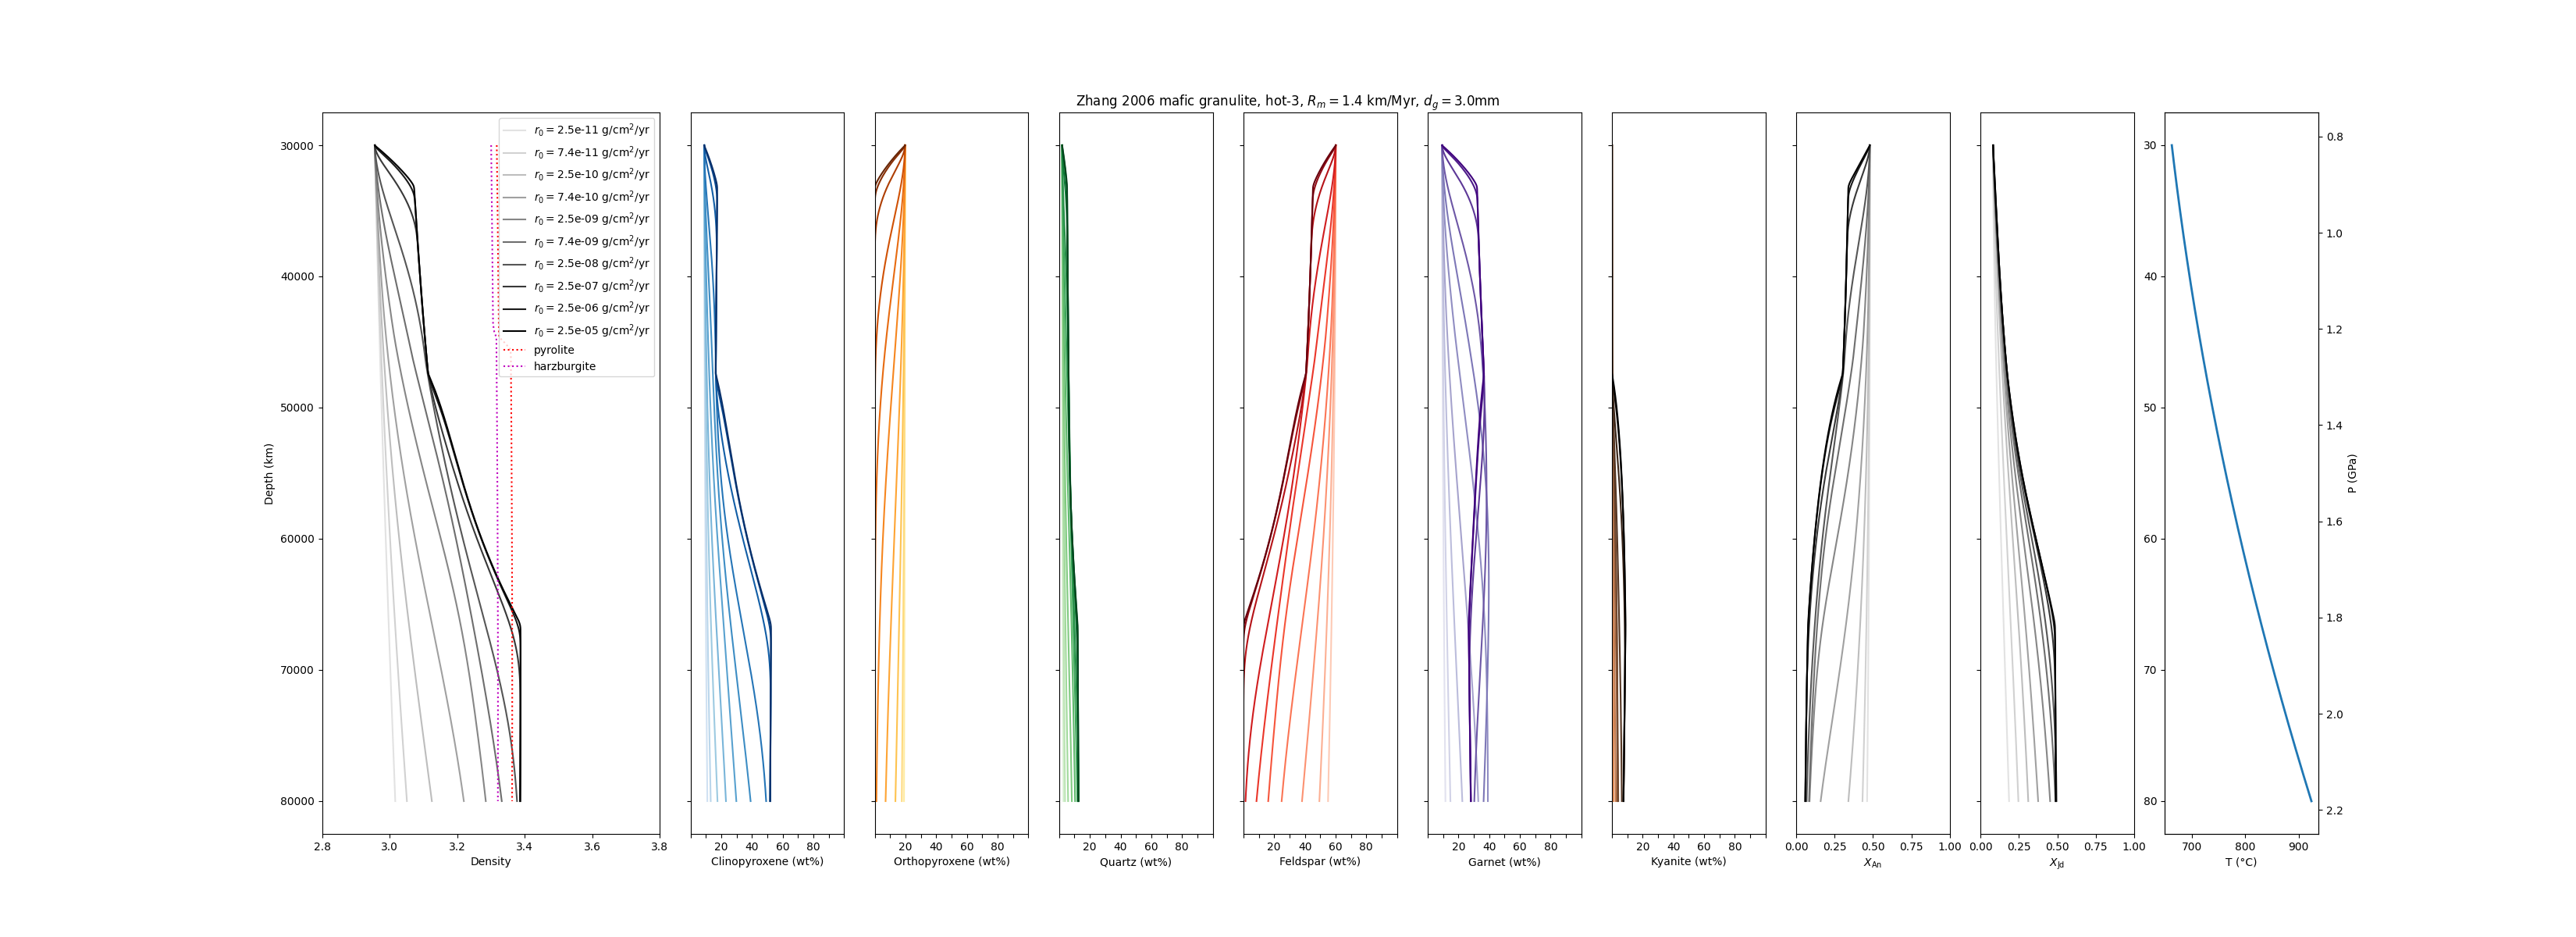 Zhang 2006 mafic granulite, hot-3, $R_m = 1.4$ km/Myr, $d_g = 3.0$mm
$r_0 = $ 2.5e-11 g/cm$^2$/yr
$r_0 = $ 7.4e-11 g/cm$^2$/yr
$r_0 = $ 2.5e-10 g/cm$^2$/yr
$r_0 = $ 7.4e-10 g/cm$^2$/yr
$r_0 = $ 2.5e-09 g/cm$^2$/yr
$r_0 = $ 7.4e-09 g/cm$^2$/yr
$r_0 = $ 2.5e-08 g/cm$^2$/yr
$r_0 = $ 2.5e-07 g/cm$^2$/yr
$r_0 = $ 2.5e-06 g/cm$^2$/yr
$r_0 = $ 2.5e-05 g/cm$^2$/yr
pyrolite
harzburgite
Depth (km)
30000
40000
50000
60000
70000
80000
2.8 3.0 3.2 3.4 3.6 3.8
Density
20 40 60 80
Clinopyroxene (wt%)
20 40 60 80
Orthopyroxene (wt%)
20 40 60 80
Quartz (wt%)
20 40 60 80
Feldspar (wt%)
20 40 60 80
Garnet (wt%)
20 40 60 80
Kyanite (wt%)
0.00 0.25 0.50 0.75 1.00
$X_{An}$
0.00 0.25 0.50 0.75 1.00
$X_{Jd}$
30
40
50
60
70
80
700 800 900
T (°C)
0.8
1.0
1.2
1.4
1.6
1.8
2.0
2.2
P (GPa)